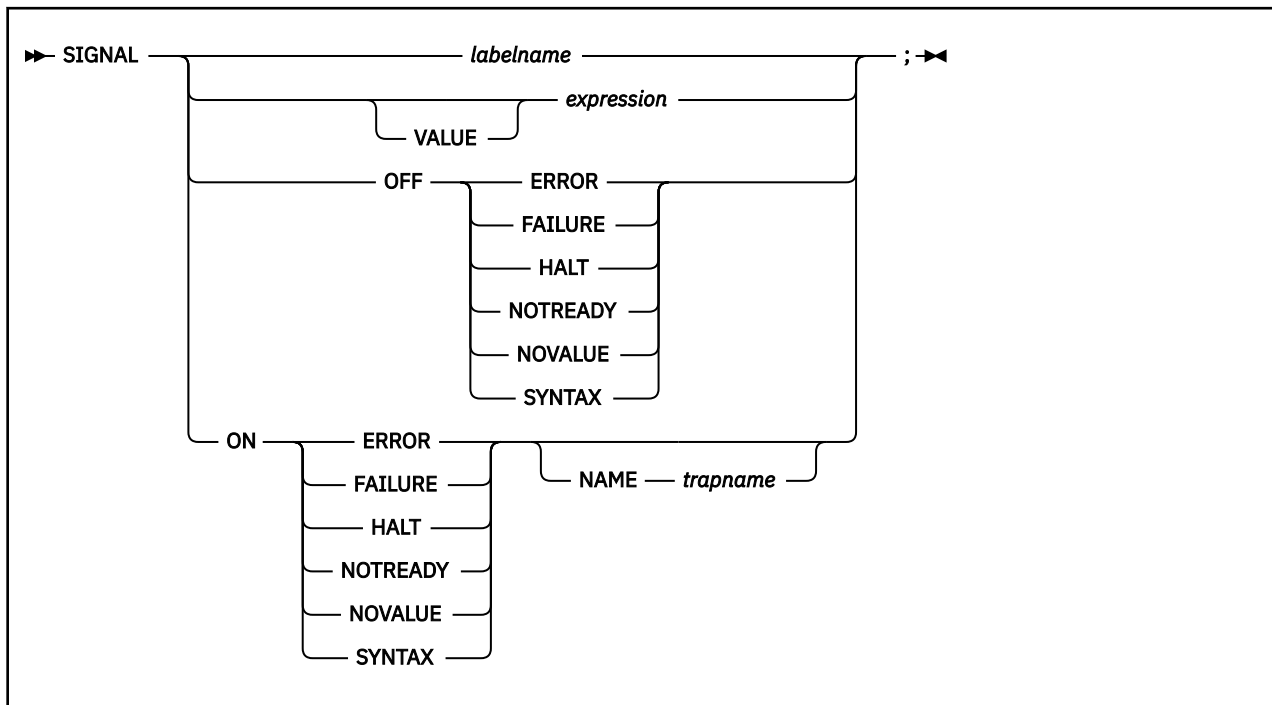 SIGNAL labelname ;
expression
VALUE
OFF ERROR
FAILURE
HALT
NOTREADY
NOVALUE
SYNTAX
ON ERROR
NAME trapname
FAILURE
HALT
NOTREADY
NOVALUE
SYNTAX